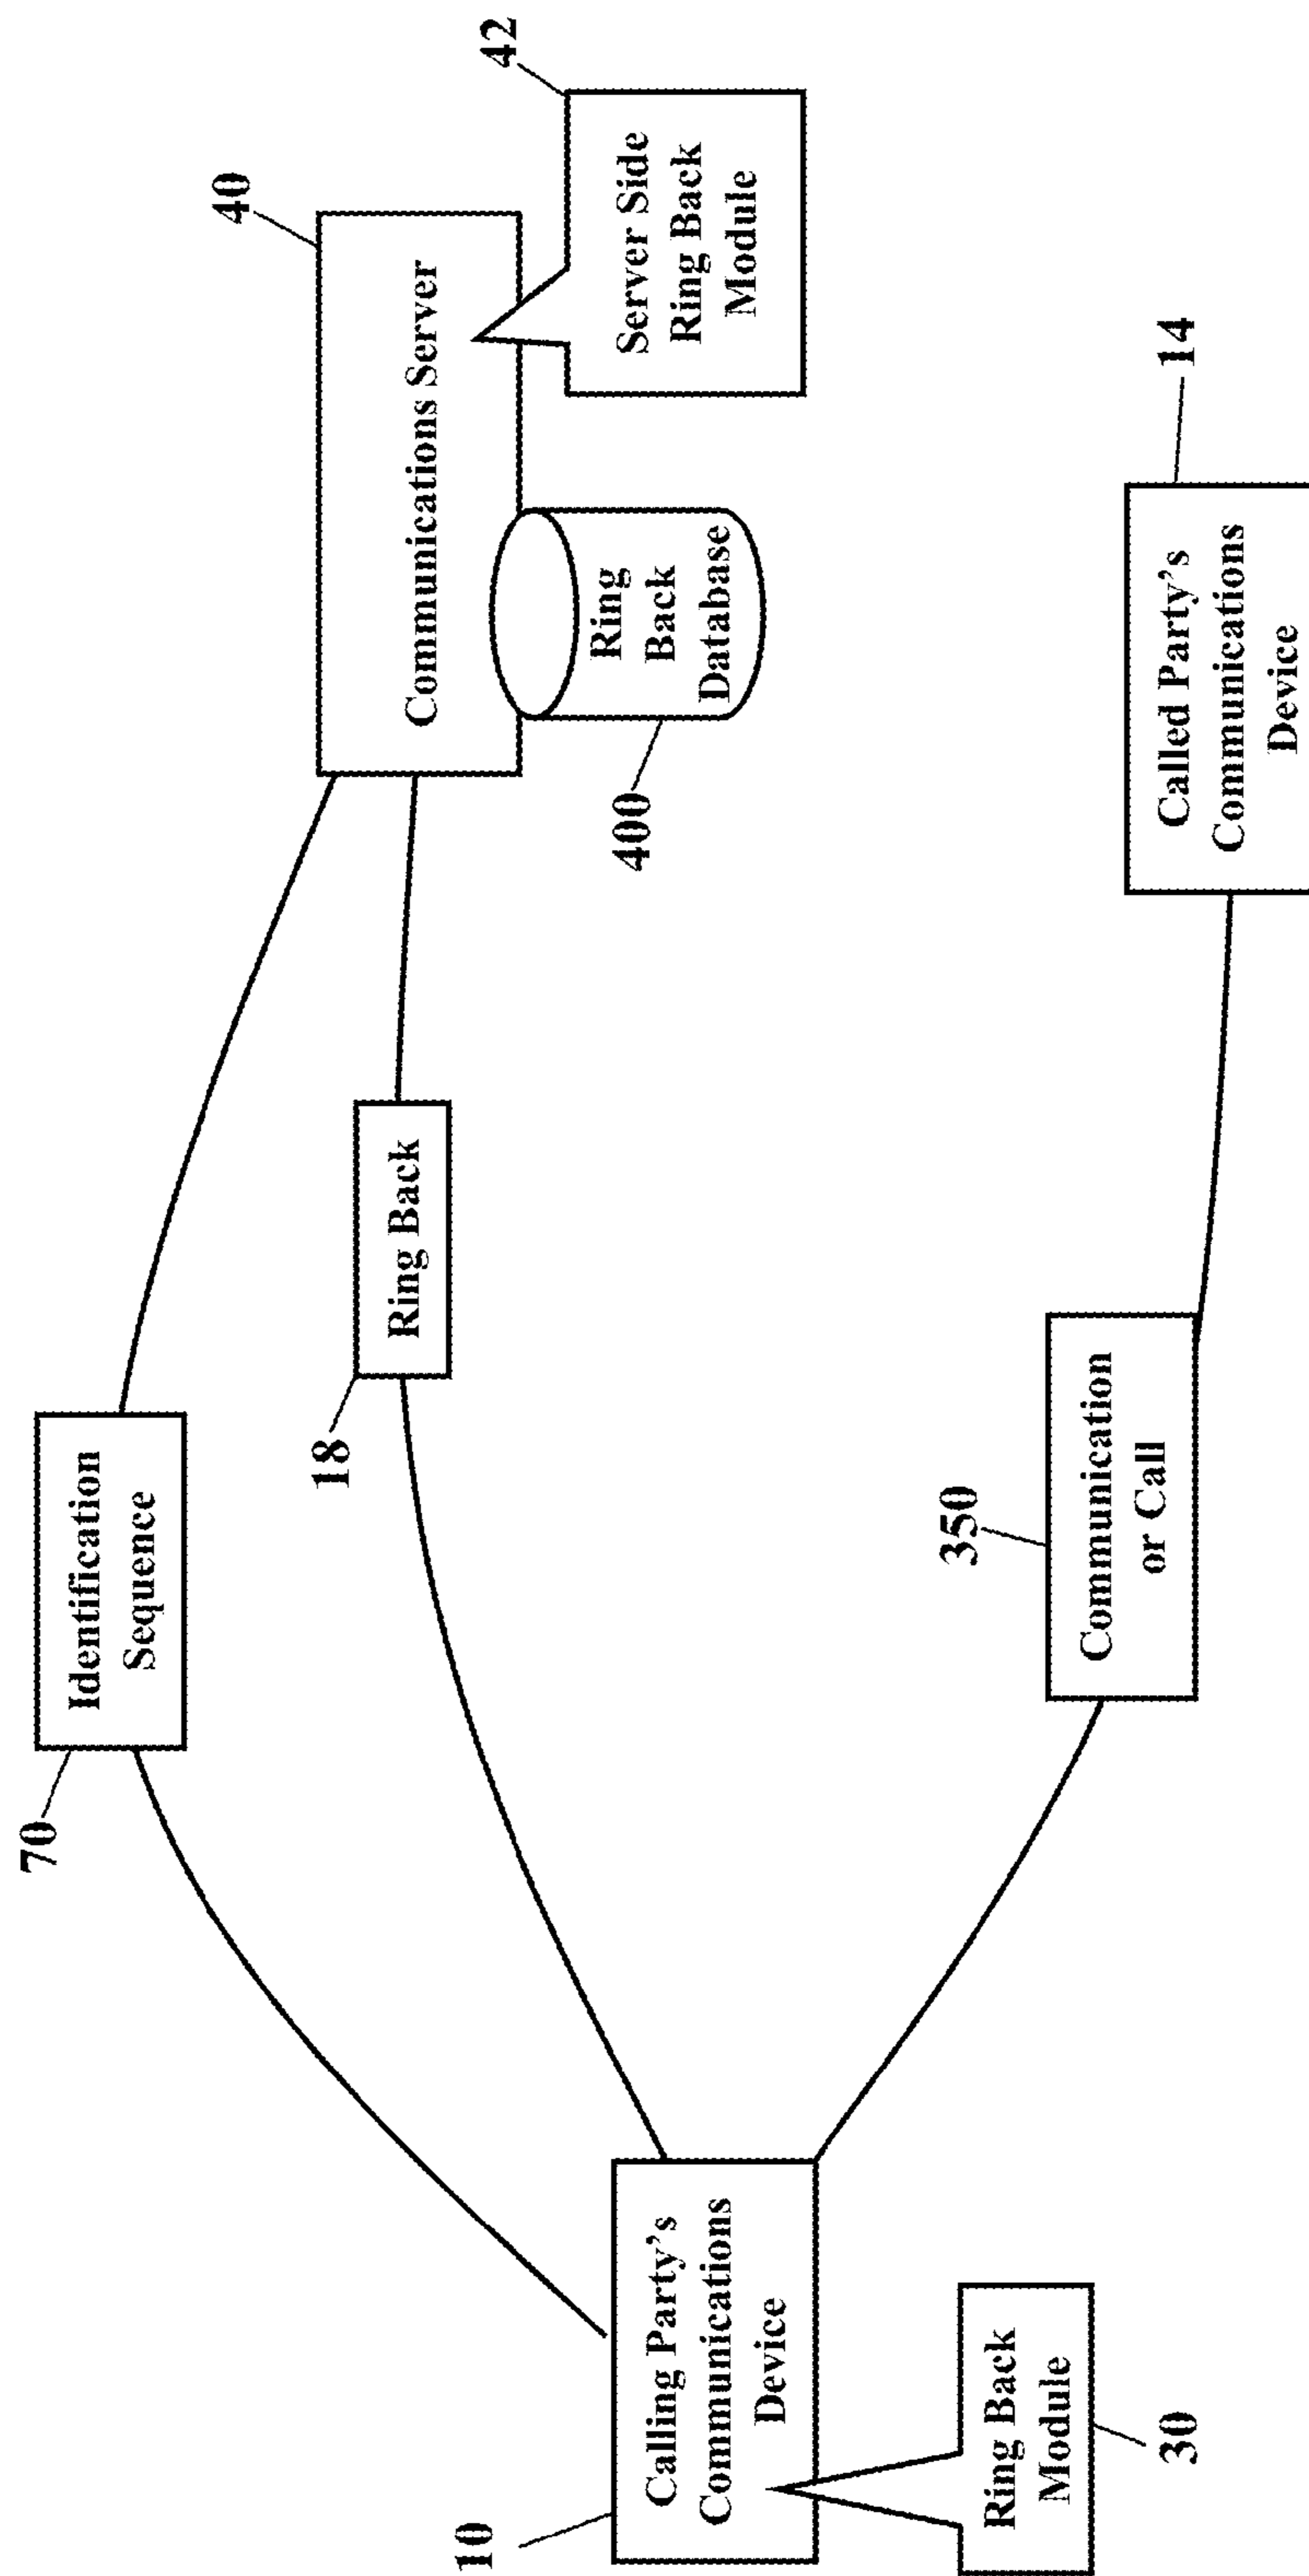 70
Identification
Sequence
40
Communications Server
42
Server Side
Ring Back
Module
18
Ring Back
400
Ring
Back
Database
10
Calling Party's
Communications
Device
350
Communication
or Call
14
Called Party's
Communications
Device
Ring Back
Module
30